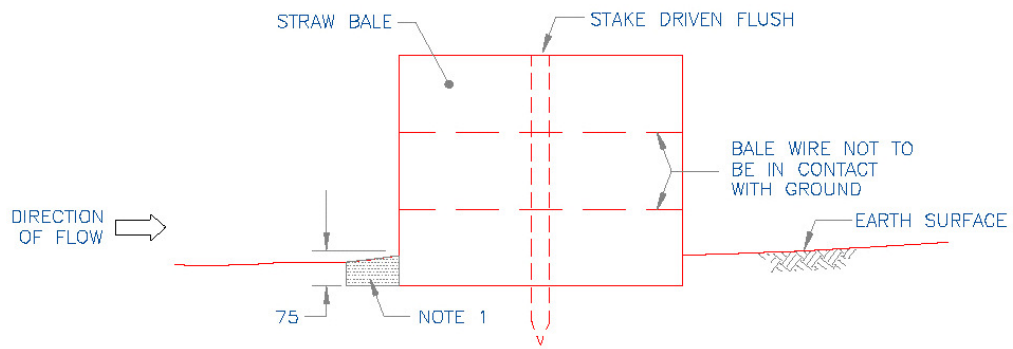 STRAW BALE
STAKE DRIVEN FLUSH
BALE WIRE NOT TO
BE IN CONTACT
WITH GROUND
DIRECTION
OF FLOW
EARTH SURFACE
75
NOTE 1